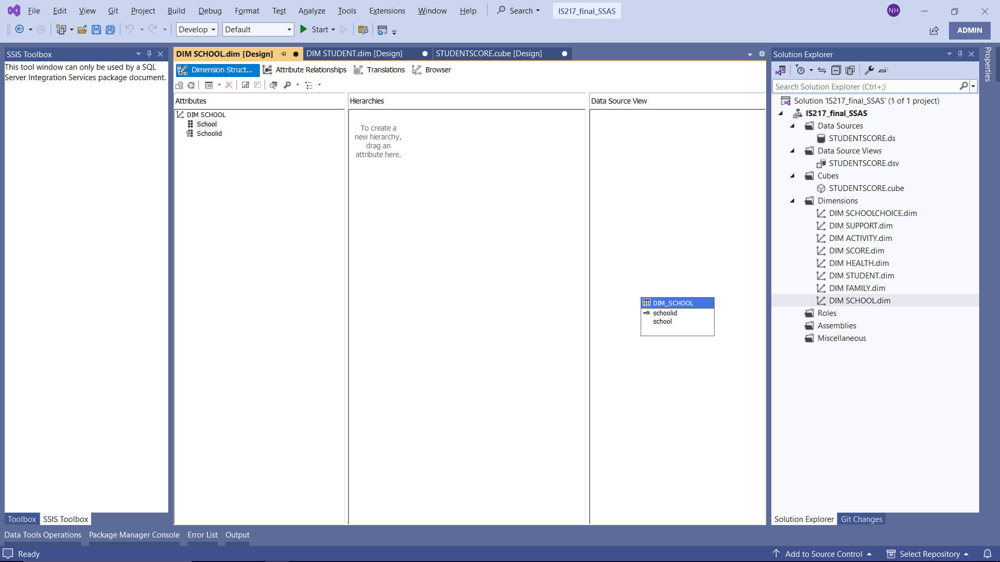 File Edit View Git Project Build Debug Format Test Analyze Tools Extensions Window Help Search IS217_final_SSAS NH
Develop Default Start ADMIN
SSIS Toolbox
This tool window can only be used by a SQL
Server Integration Services package document.
Toolbox SSIS Toolbox
DIM SCHOOL.dim [Design] DIM STUDENT.dim [Design] STUDENTSCORE.cube [Design]
Dimension Struct... Attribute Relationships Translations Browser
Attributes
DIM SCHOOL
School
Schoolid
Hierarchies
To create a
new hierarchy,
drag an
attribute here.
Data Source View
DIM_SCHOOL
schoolid
school
Solution Explorer
Search Solution Explorer (Ctrl+;)
Solution 'IS217_final_SSAS' (1 of 1 project)
IS217_final_SSAS
Data Sources
STUDENTSCORE.ds
Data Source Views
STUDENTSCORE.dsv
Cubes
STUDENTSCORE.cube
Dimensions
DIM SCHOOLCHOICE.dim
DIM SUPPORT.dim
DIM ACTIVITY.dim
DIM SCORE.dim
DIM HEALTH.dim
DIM STUDENT.dim
DIM FAMILY.dim
DIM SCHOOL.dim
Roles
Assemblies
Miscellaneous
Solution Explorer Git Changes
Properties
Data Tools Operations Package Manager Console Error List Output
Ready Add to Source Control Select Repository